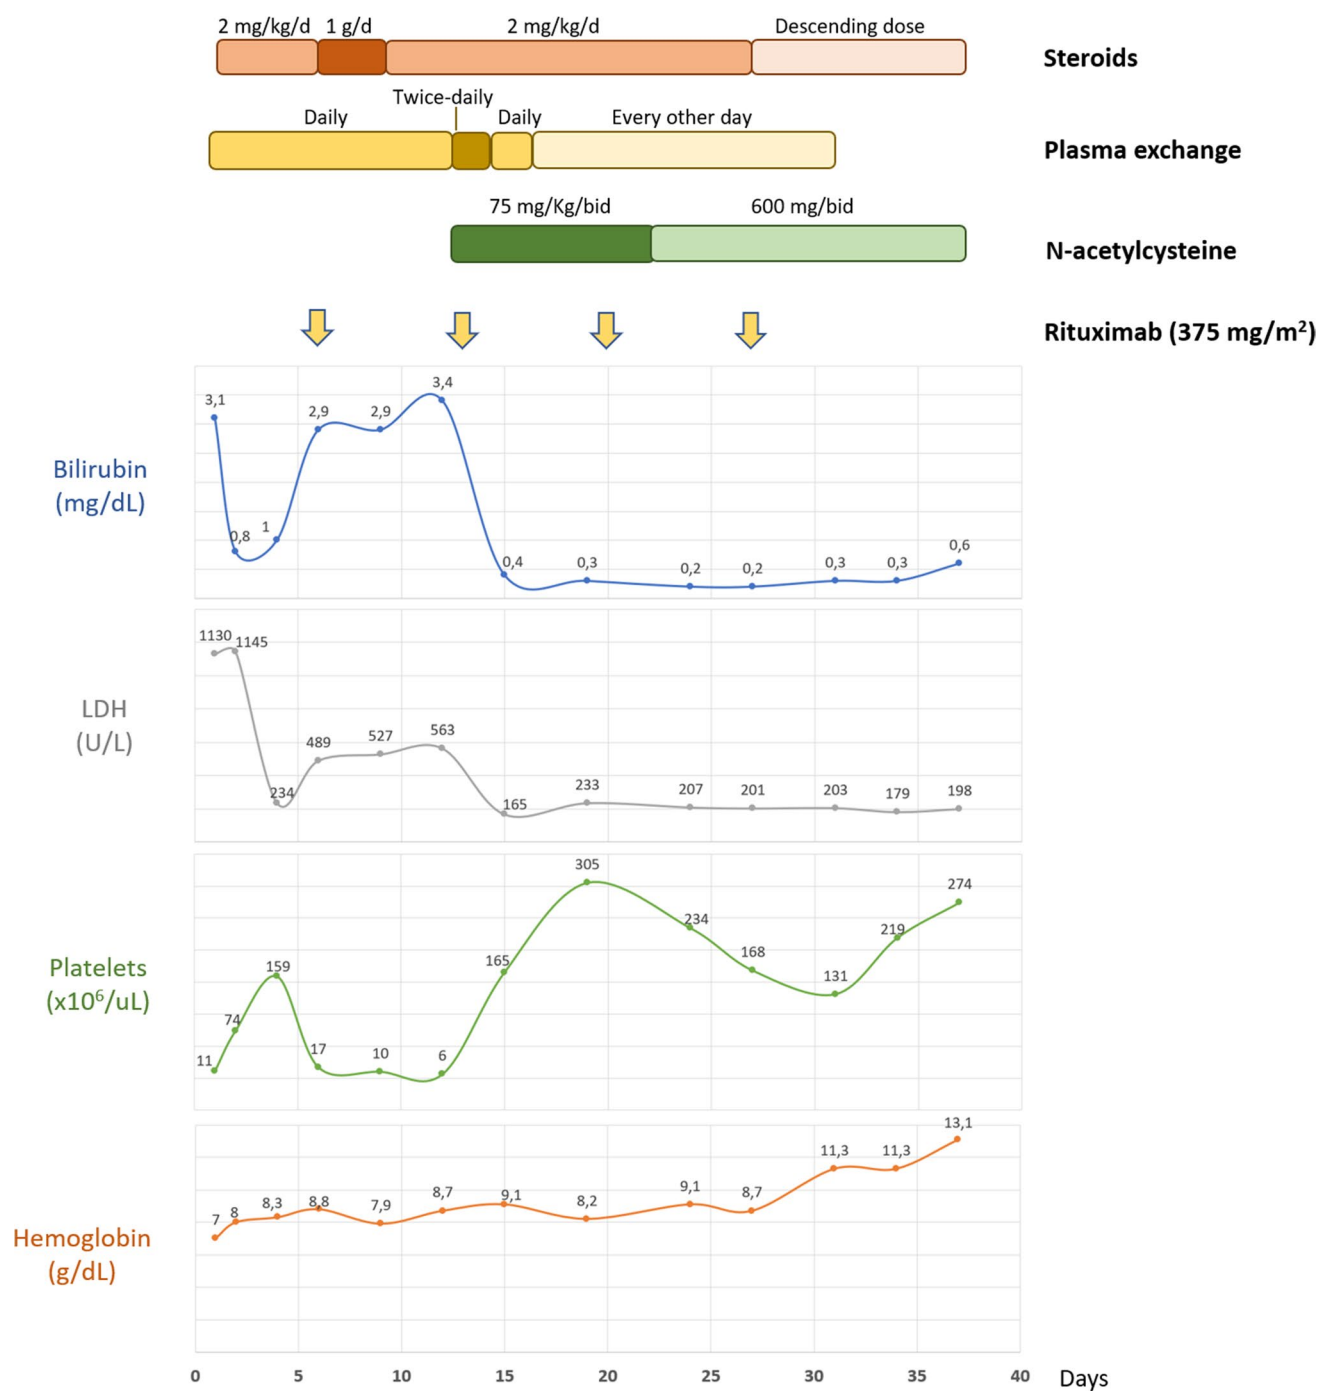 2 mg/kg/d 1 g/d 2 mg/kg/d Descending dose
Steroids
Twice-daily
Daily Daily Every other day
Plasma exchange
75 mg/Kg/bid 600 mg/bid
N-acetylcysteine
Rituximab (375 mg/m²)
Bilirubin
(mg/dL)
3,1 0,8 1 2,9 2,9 3,4 0,4 0,3 0,2 0,2 0,3 0,3 0,6
LDH
(U/L)
1130 1145 234 489 527 563 165 233 207 201 203 179 198
Platelets
(x10⁶/uL)
11 74 159 17 10 6 165 305 234 168 131 219 274
Hemoglobin
(g/dL)
7 8 8,3 8,8 7,9 8,7 9,1 8,2 9,1 8,7 11,3 11,3 13,1
0 5 10 15 20 25 30 35 40 Days